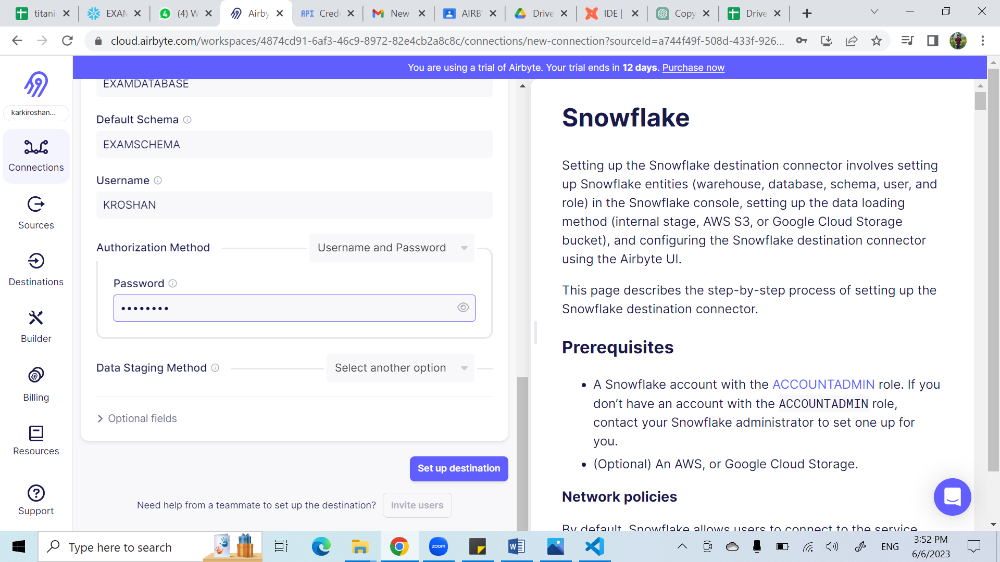 titani
EXAM
(4) W
Airby
API Crede
New
AIRBY
Drive
IDE |
Copy
Drive
cloud.airbyte.com/workspaces/4874cd91-6af3-46c9-8972-82e4cb2a8c8c/connections/new-connection?sourceId=a744f49f-508d-433f-926...
You are using a trial of Airbyte. Your trial ends in 12 days. Purchase now
karkiroshan...
Connections
Sources
Destinations
Builder
Billing
Resources
Support
EXAMDATABASE
Default Schema
EXAMSCHEMA
Username
KROSHAN
Authorization Method
Username and Password
Password
••••••••
Data Staging Method
Select another option
Optional fields
Set up destination
Need help from a teammate to set up the destination?
Invite users
Snowflake
Setting up the Snowflake destination connector involves setting
up Snowflake entities (warehouse, database, schema, user, and
role) in the Snowflake console, setting up the data loading
method (internal stage, AWS S3, or Google Cloud Storage
bucket), and configuring the Snowflake destination connector
using the Airbyte UI.
This page describes the step-by-step process of setting up the
Snowflake destination connector.
Prerequisites
• A Snowflake account with the ACCOUNTADMIN role. If you
don’t have an account with the ACCOUNTADMIN role,
contact your Snowflake administrator to set one up for
you.
• (Optional) An AWS, or Google Cloud Storage.
Network policies
By default, Snowflake allows users to connect to the service
Type here to search
zoom
ENG
3:52 PM
6/6/2023